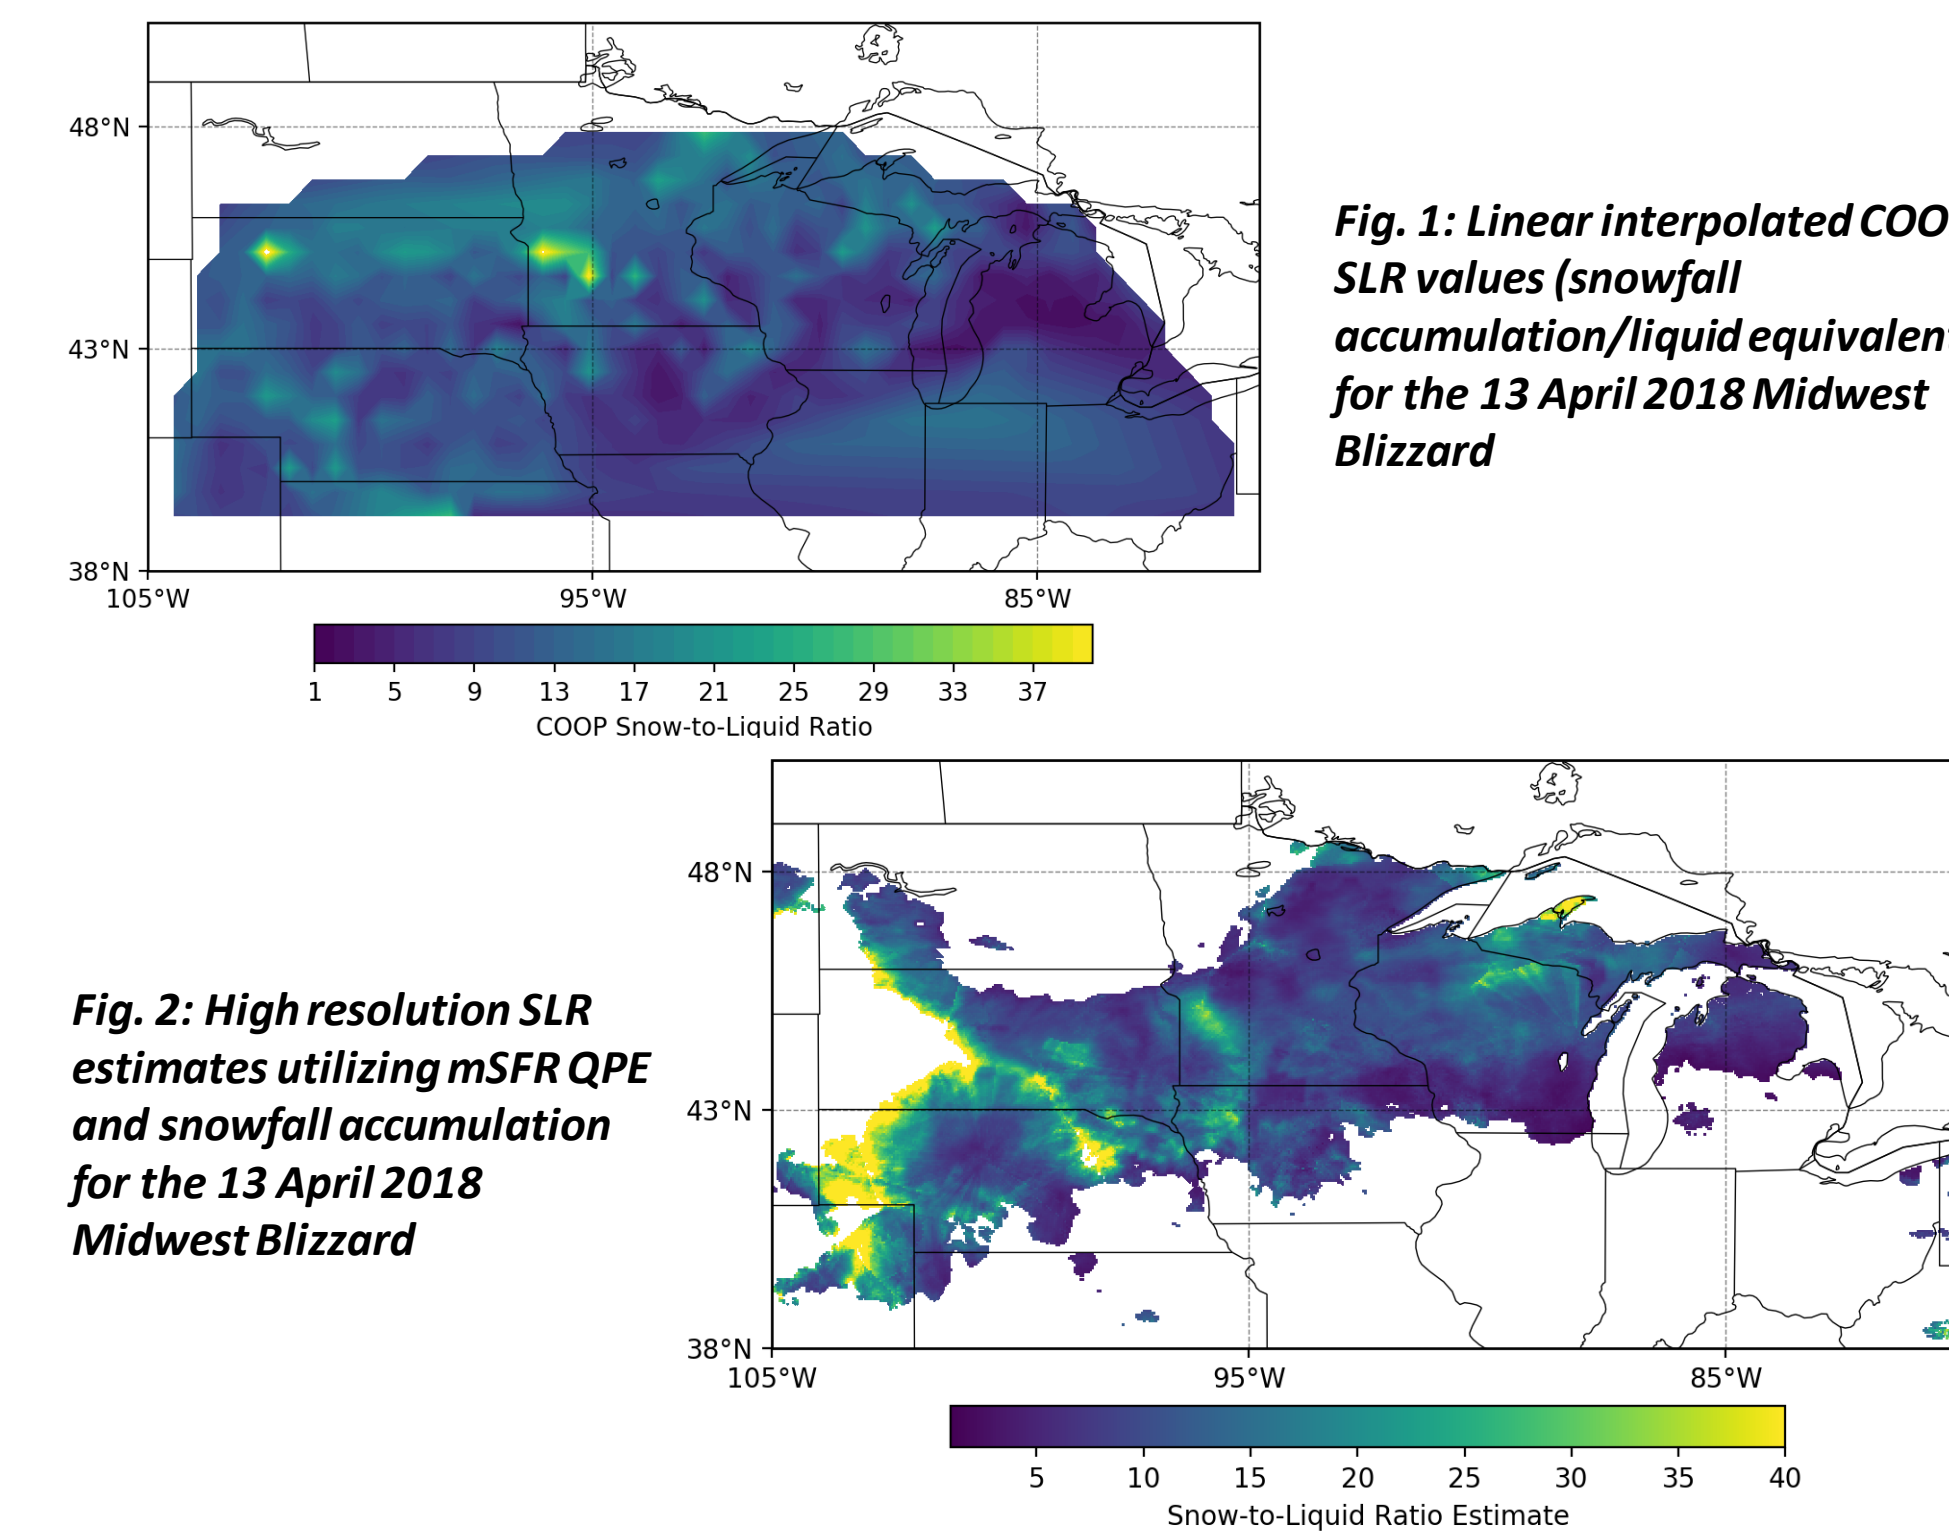 48°N
43°N
38°N
105°W 95°W 85°W
1 5 9 13 17 21 25 29 33 37
COOP Snow-to-Liquid Ratio
Fig. 1: Linear interpolated
SLR values (snowfall
accumulation/liquid equivalent
for the 13 April 2018 Midwest
Blizzard
Fig. 2: High resolution SLR
estimates utilizing mSFR QPE
and snowfall accumulation
for the 13 April 2018
Midwest Blizzard
48°N
43°N
38°N
105°W 95°W 85°W
5 10 15 20 25 30 35 40
Snow-to-Liquid Ratio Estimate